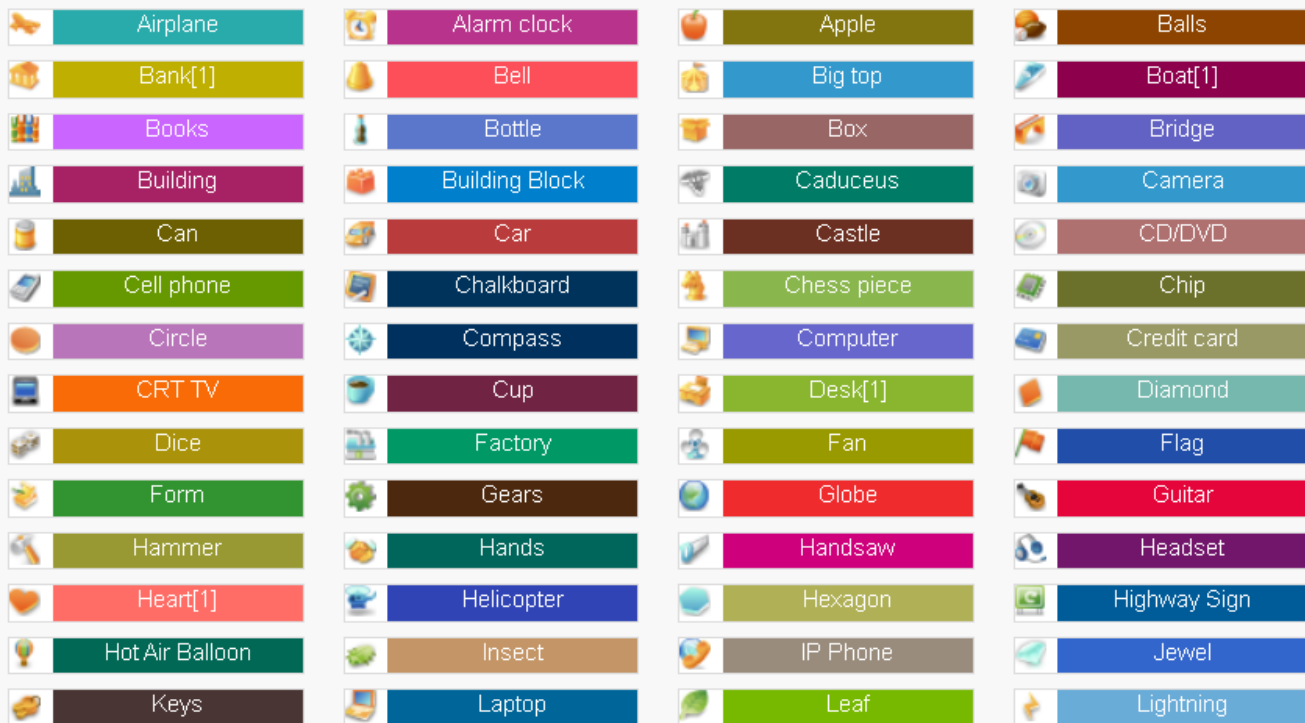 Airplane
Alarm clock
Apple
Balls
Bank[1]
Bell
Big top
Boat[1]
Books
Bottle
Box
Bridge
Building
Building Block
Caduceus
Camera
Can
Car
Castle
CD/DVD
Cell phone
Chalkboard
Chess piece
Chip
Circle
Compass
Computer
Credit card
CRT TV
Cup
Desk[1]
Diamond
Dice
Factory
Fan
Flag
Form
Gears
Globe
Guitar
Hammer
Hands
Handsaw
Headset
Heart[1]
Helicopter
Hexagon
Highway Sign
Hot Air Balloon
Insect
IP Phone
Jewel
Keys
Laptop
Leaf
Lightning